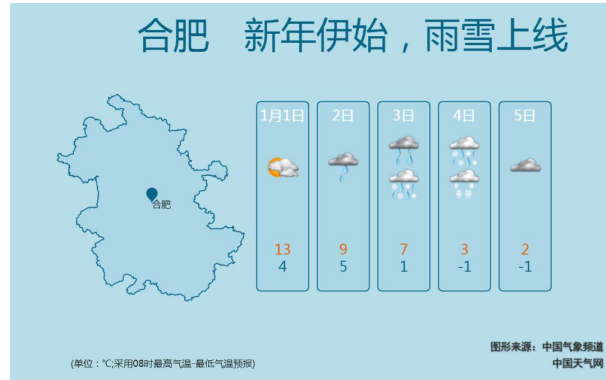 合肥 新年伊始，雨雪上线
1月1日 2日 3日 4日 5日
合肥
13 9 7 3 2
4 5 1 -1 -1
图形来源：中国气象频道
中国天气网
(单位：℃;采用08时最高气温-最低气温预报)